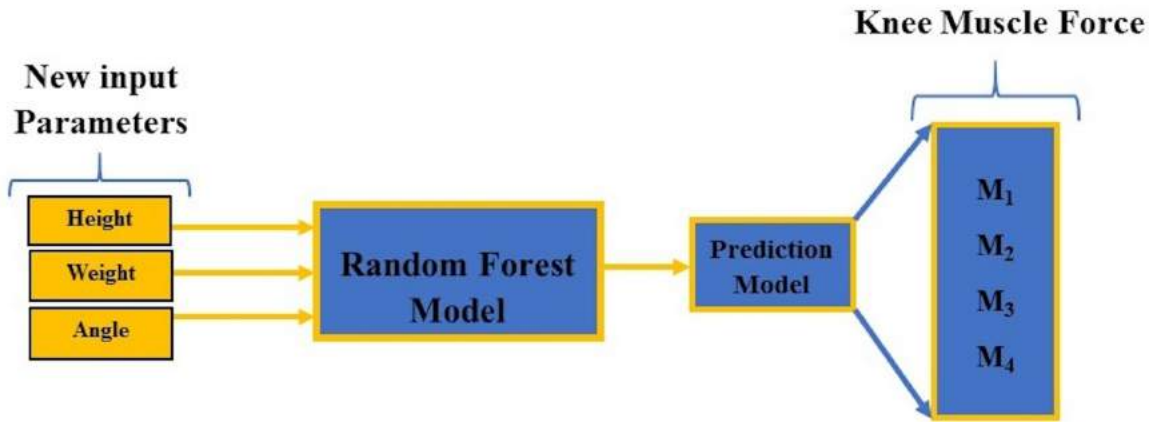 New input
Parameters
Height
Weight
Angle
Random Forest
Model
Prediction
Model
Knee Muscle Force
M₁
M₂
M₃
M₄